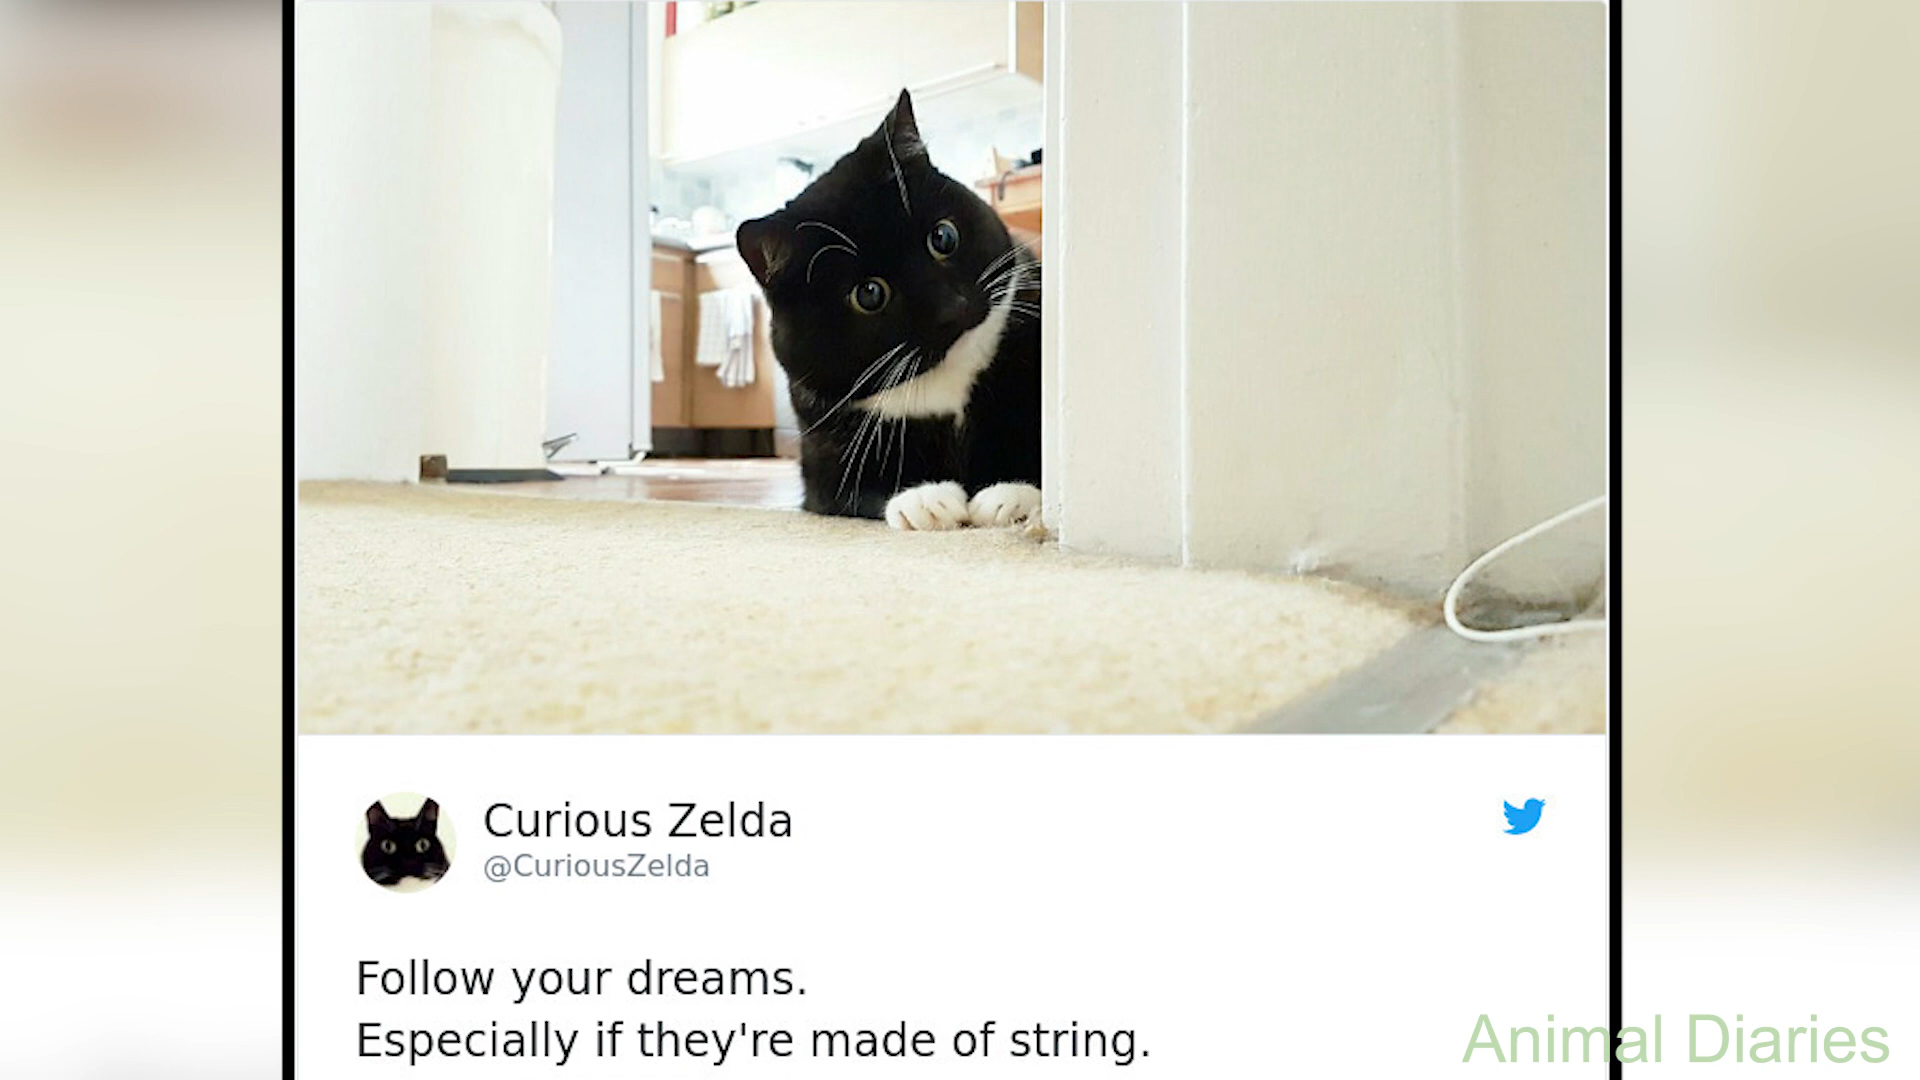 Curious Zelda
@CuriousZelda
Follow your dreams.
Especially if they're made of string.
Animal Diaries